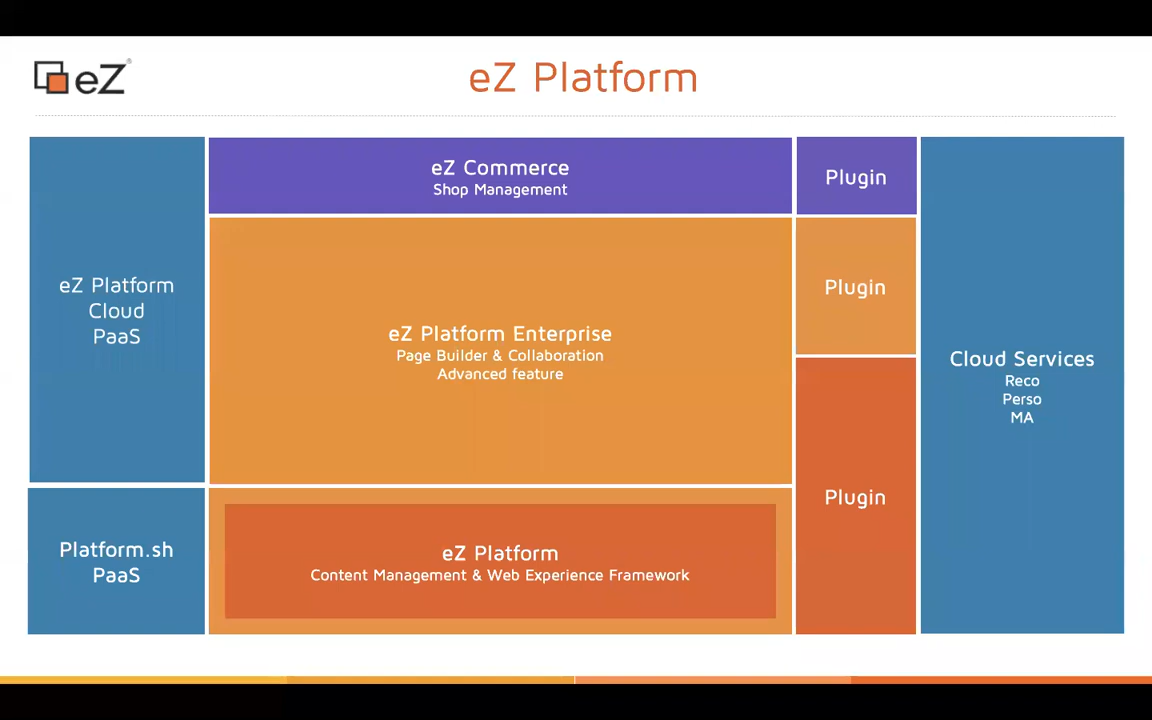 eZ®
eZ Platform
eZ Platform
Cloud
PaaS
Platform.sh
PaaS
eZ Commerce
Shop Management
eZ Platform Enterprise
Page Builder & Collaboration
Advanced feature
eZ Platform
Content Management & Web Experience Framework
Plugin
Plugin
Plugin
Cloud Services
Reco
Perso
MA